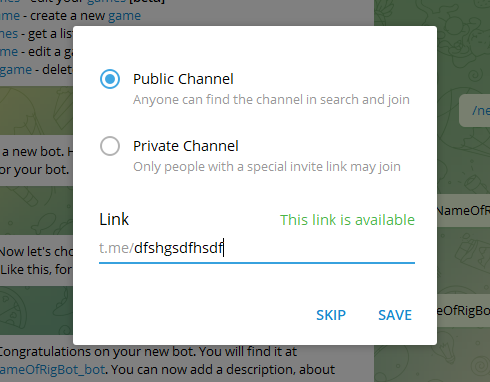 edit your games [beta]
ame - create a new game
mes - get a list
me - edit a ga
game - delet
Public Channel
Anyone can find the channel in search and join
/ne
a new bot. H
or your bot.
Private Channel
Only people with a special invite link may join
Link
This link is available
NameOfRigBo
t.me/dfshgsdfhsdf
Now let's cho
Like this, for
SKIP
SAVE
eOfRigBo
Congratulations on your new bot. You will find it at
ameOfRigBot_bot. You can now add a description, about